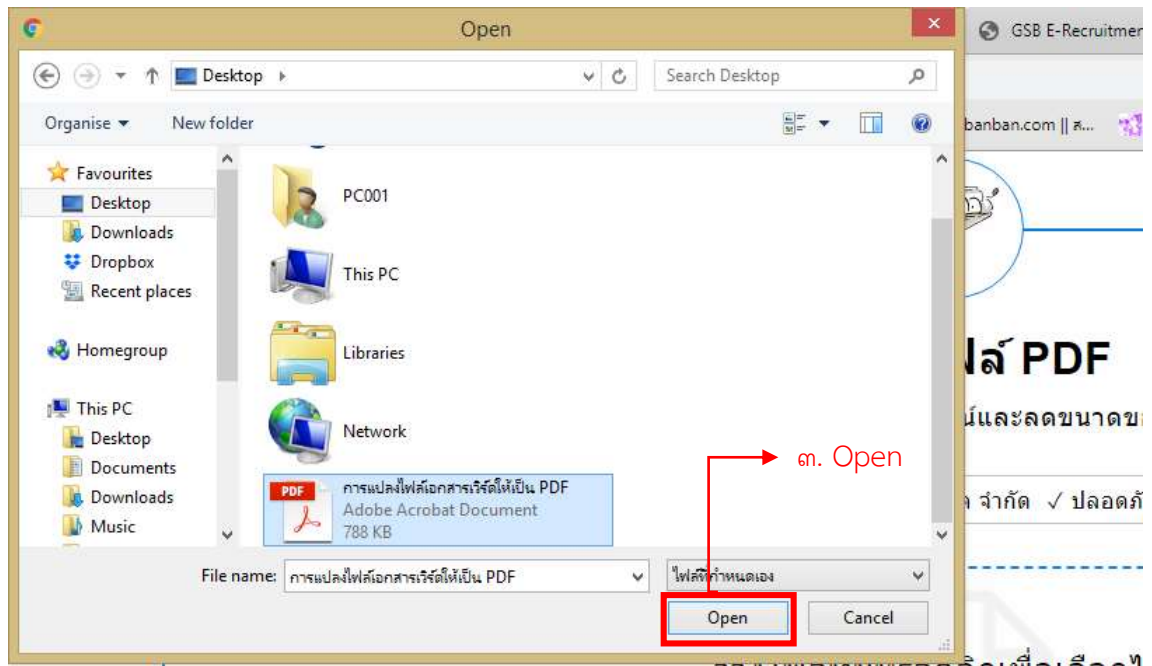 Open
GSB E-Recruitmer
Desktop
Search Desktop
Organise
New folder
banban.com || ส...
Favourites
Desktop
Downloads
Dropbox
Recent places
Homegroup
This PC
Desktop
Documents
Downloads
Music
PC001
This PC
Libraries
Network
การแปลงไฟล์เอกสารเวิร์ดให้เป็น PDF
Adobe Acrobat Document
788 KB
PDF
ฟล์ PDF
น์และลดขนาดขอ
๓. Open
จำกัด ✓ ปลอดภั
File name:
การแปลงไฟล์เอกสารเวิร์ดให้เป็น PDF
ไฟล์ที่กำหนดเอง
Open
Cancel